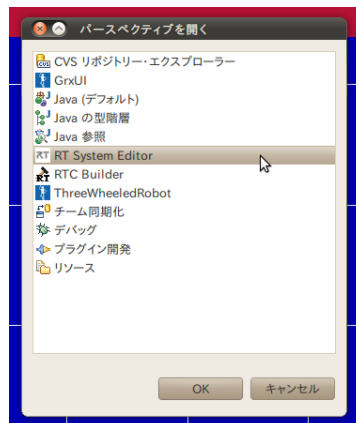 パースペクティブを開く
CVS リポジトリー・エクスプローラー
GrxUI
Java (デフォルト)
Java の型階層
Java 参照
RT System Editor
RTC Builder
ThreeWheeledRobot
チーム同期化
デバッグ
プラグイン開発
リソース
OK
キャンセル